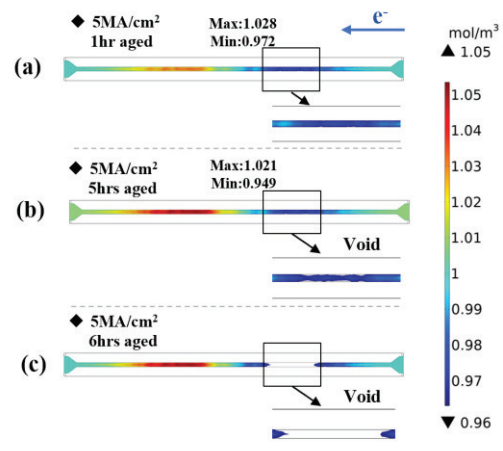 ◆ 5MA/cm²
1hr aged
Max:1.028
Min:0.972
e⁻
(a)
◆ 5MA/cm²
5hrs aged
Max:1.021
Min:0.949
(b)
Void
◆ 5MA/cm²
6hrs aged
(c)
Void
mol/m³
▲ 1.05
1.05
1.04
1.03
1.02
1.01
1
0.99
0.98
0.97
▼ 0.96